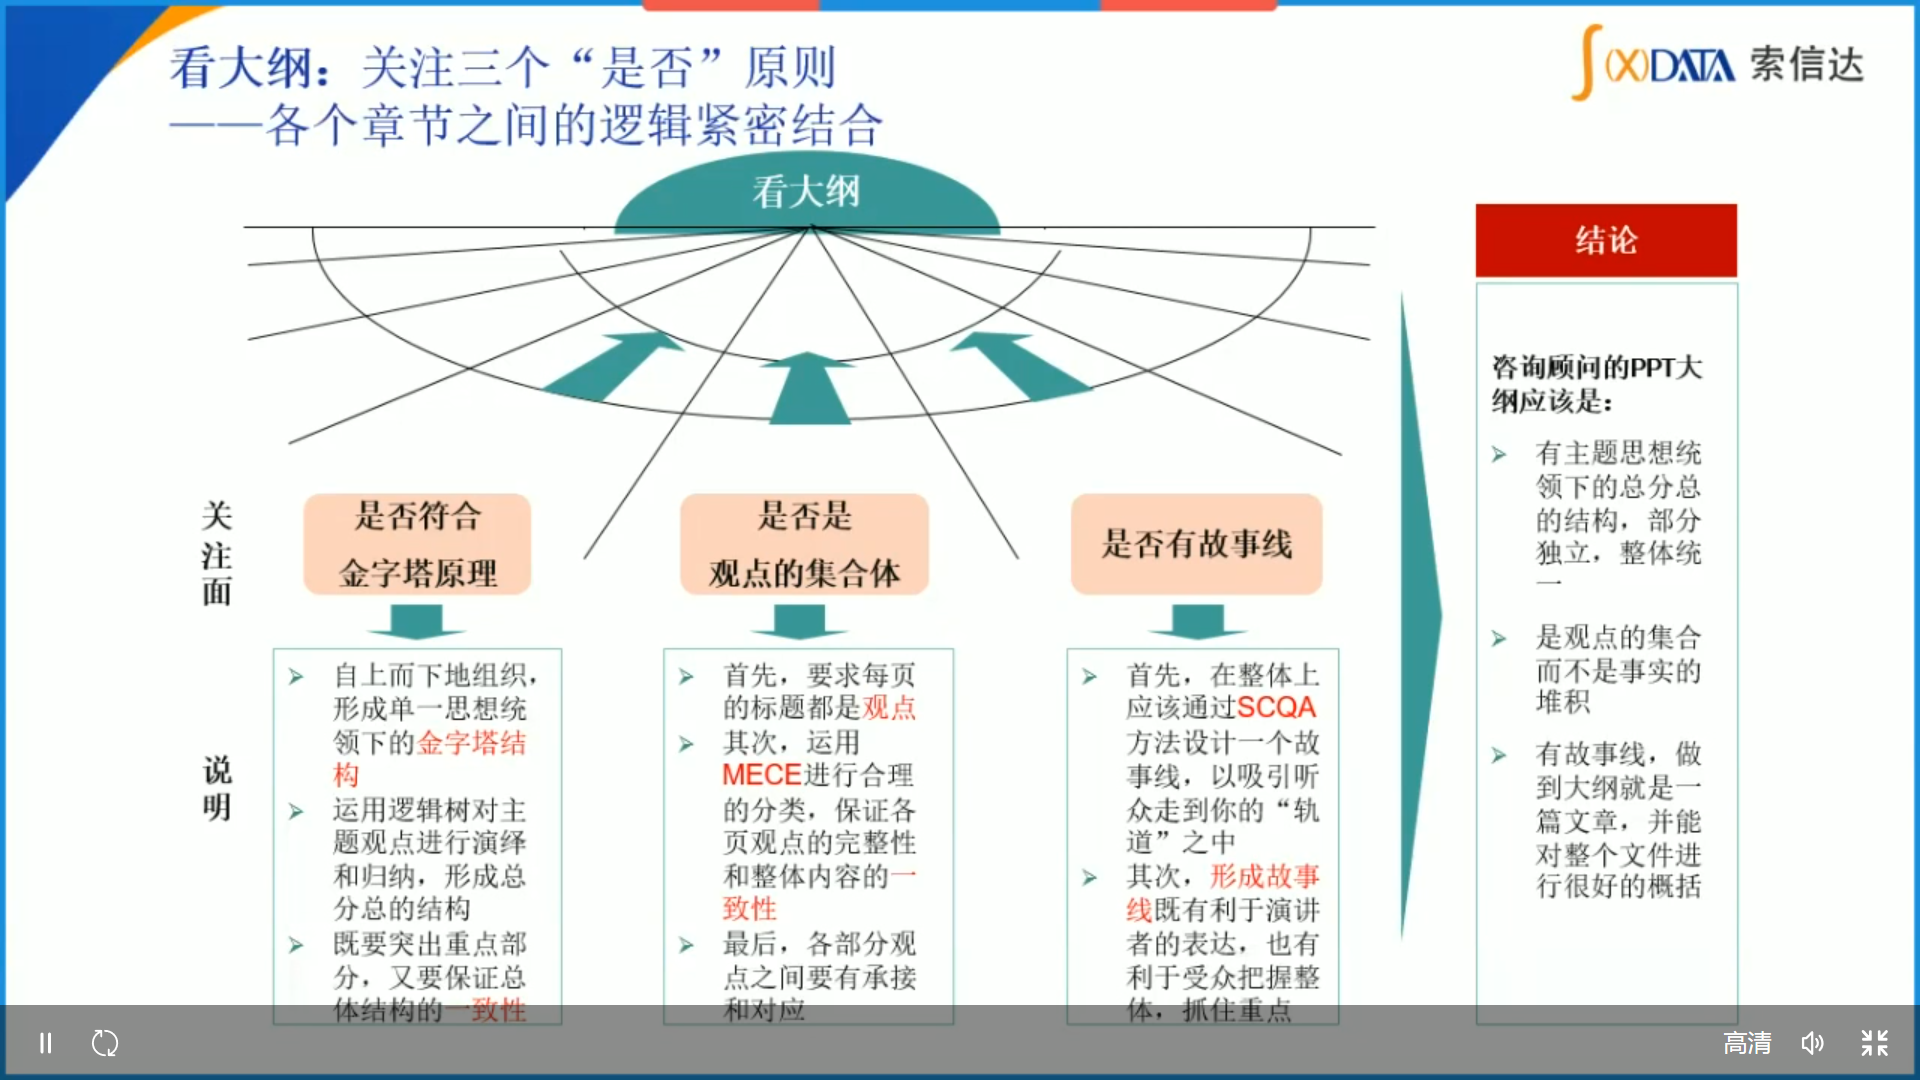 看大纲：关注三个“是否”原则
——各个章节之间的逻辑紧密结合
(X)DATA 索信达
看大纲
关注面
是否符合
金字塔原理
是否是
观点的集合体
是否有故事线
说明
自上而下地组织，
形成单一思想统
领下的金字塔结
构
运用逻辑树对主
题观点进行演绎
和归纳，形成总
分总的结构
既要突出重点部
分，又要保证总
体结构的一致性
首先，要求每页
的标题都是观点
其次，运用
MECE进行合理
的分类，保证各
页观点的完整性
和整体内容的一
致性
最后，各部分观
点之间要有承接
和对应
首先，在整体上
应该通过SCQA
方法设计一个故
事线，以吸引听
众走到你的“轨
道”之中
其次，形成故事
线既有利于演讲
者的表达，也有
利于受众把握整
体，抓住重点
结论
咨询顾问的PPT大
纲应该是：
有主题思想统
领下的总分总
的结构，部分
独立，整体统
一
是观点的集合
而不是事实的
堆积
有故事线，做
到大纲就是一
篇文章，并能
对整个文件进
行很好的概括
高清